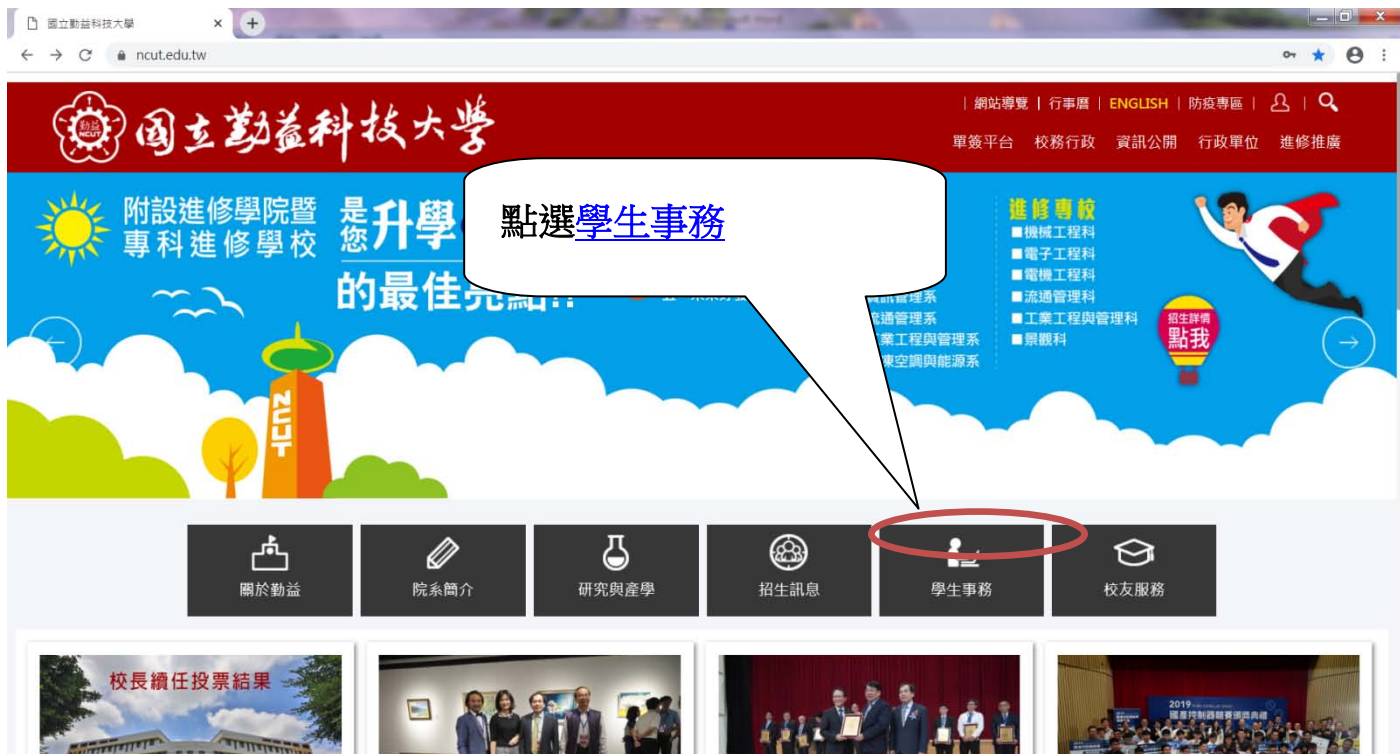 國立勤益科技大學
ncut.edu.tw
國立勤益科技大學
| 網站導覽 | 行事曆 | ENGLISH | 防疫專區 |
單簽平台 校務行政 資訊公開 行政單位 進修推廣
附設進修學院暨
專科進修學校
是您
升學
的最佳亮點!!
點選學生事務
資訊管理系
流通管理系
工業工程與管理系
冷凍空調與能源系
進修專校
■機械工程科
■電子工程科
■電機工程科
■流通管理科
■工業工程與管理科
■景觀科
招生詳情
點我
NCUT
關於勤益
院系簡介
研究與產學
招生訊息
學生事務
校友服務
校長續任投票結果
2019
國產控制器競賽頒獎典禮